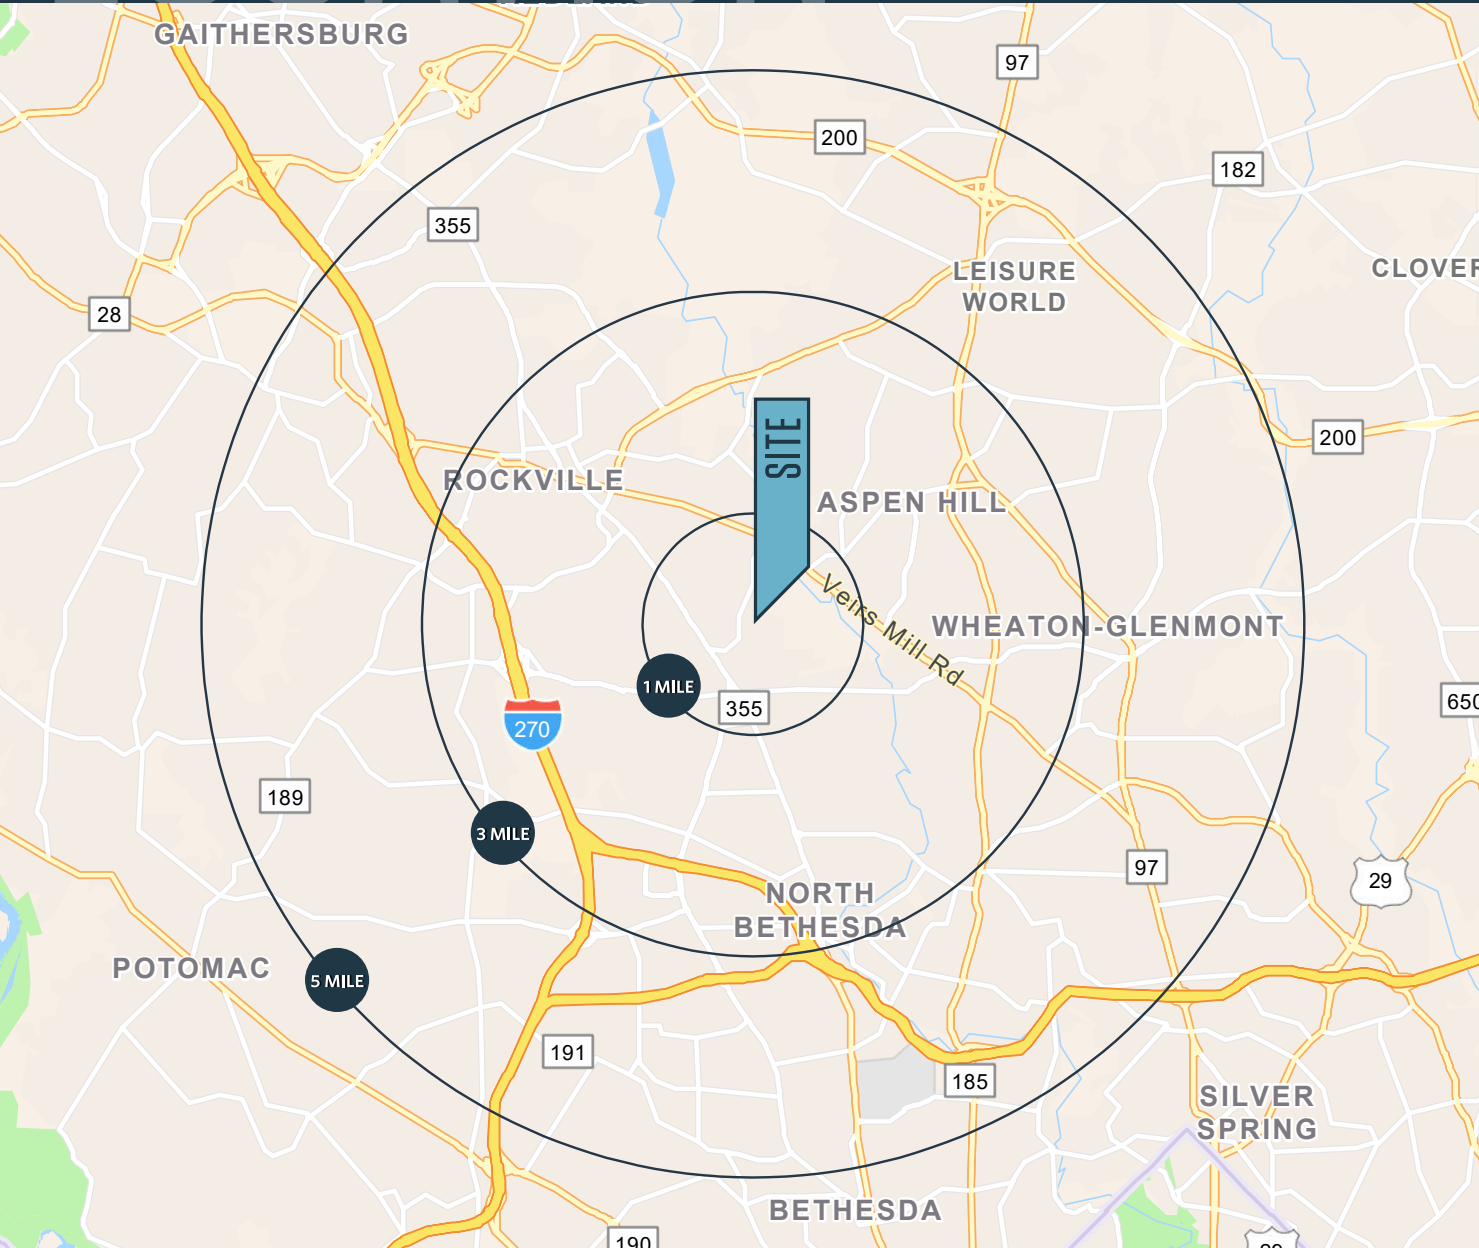 GAITHERSBURG
97
200
182
355
LEISURE
WORLD
28
200
SITE
ROCKVILLE
ASPEN HILL
Veirs Mill Rd
WHEATON-GLENMONT
1 MILE
355
270
189
3 MILE
97
29
NORTH
BETHESDA
POTOMAC
5 MILE
191
185
SILVER
SPRING
BETHESDA
190